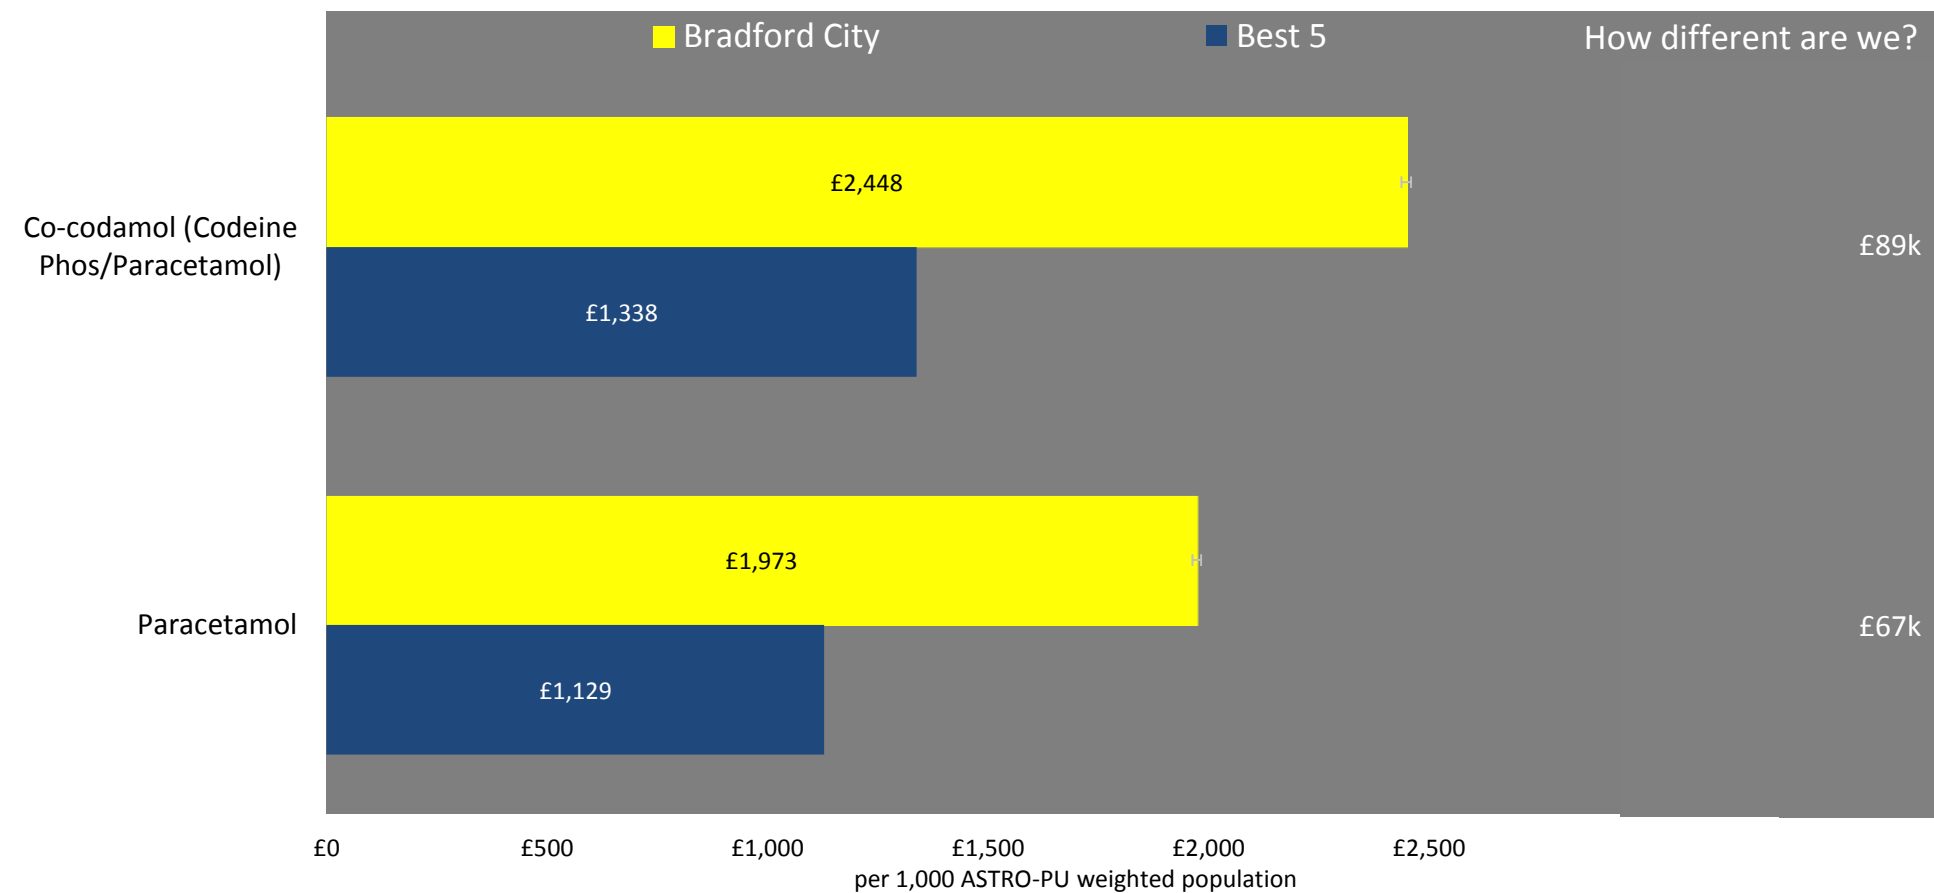 Bradford City
Best 5
How different are we?
£2,448
Co-codamol (Codeine
Phos/Paracetamol)
£89k
£1,338
£1,973
Paracetamol
£67k
£1,129
£0 £500 £1,000 £1,500 £2,000 £2,500
per 1,000 ASTRO-PU weighted population